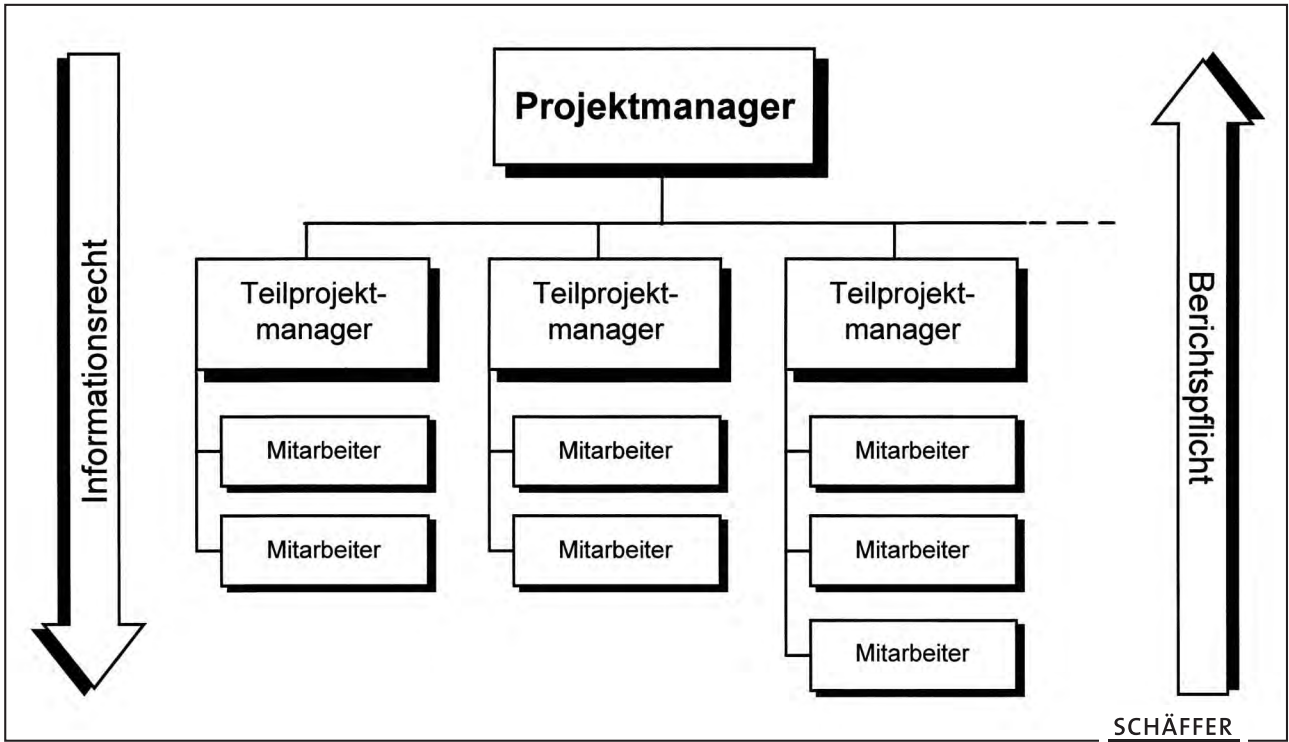 Projektmanager
Informationsrecht
Berichtspflicht
Teilprojekt-
manager
Mitarbeiter
Mitarbeiter
Teilprojekt-
manager
Mitarbeiter
Mitarbeiter
Teilprojekt-
manager
Mitarbeiter
Mitarbeiter
Mitarbeiter
SCHÄFFER